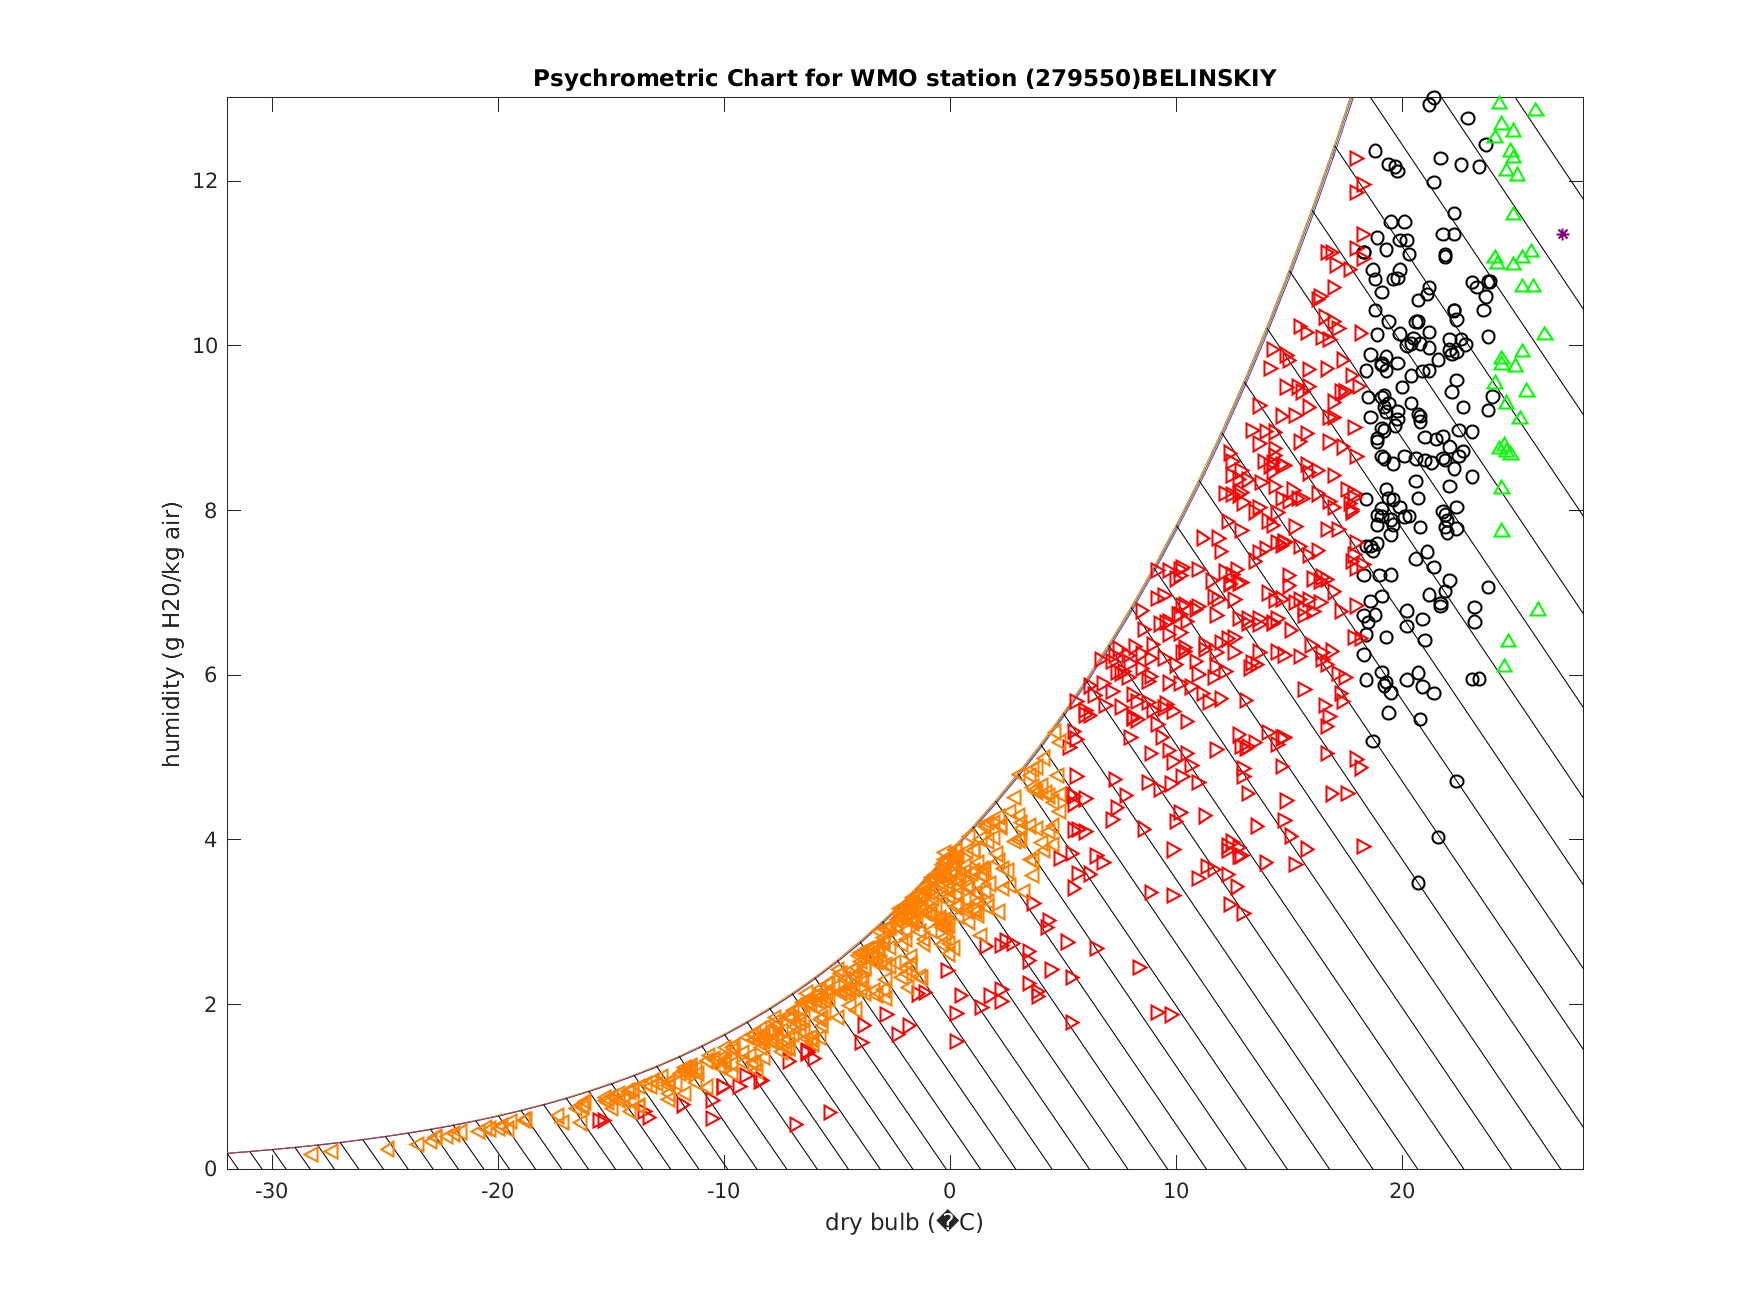 Psychrometric Chart for WMO station (279550)BELINSKIY
12
10
8
6
4
2
0
humidity (g H20/kg air)
-30 -20 -10 0 10 20
dry bulb (�C)